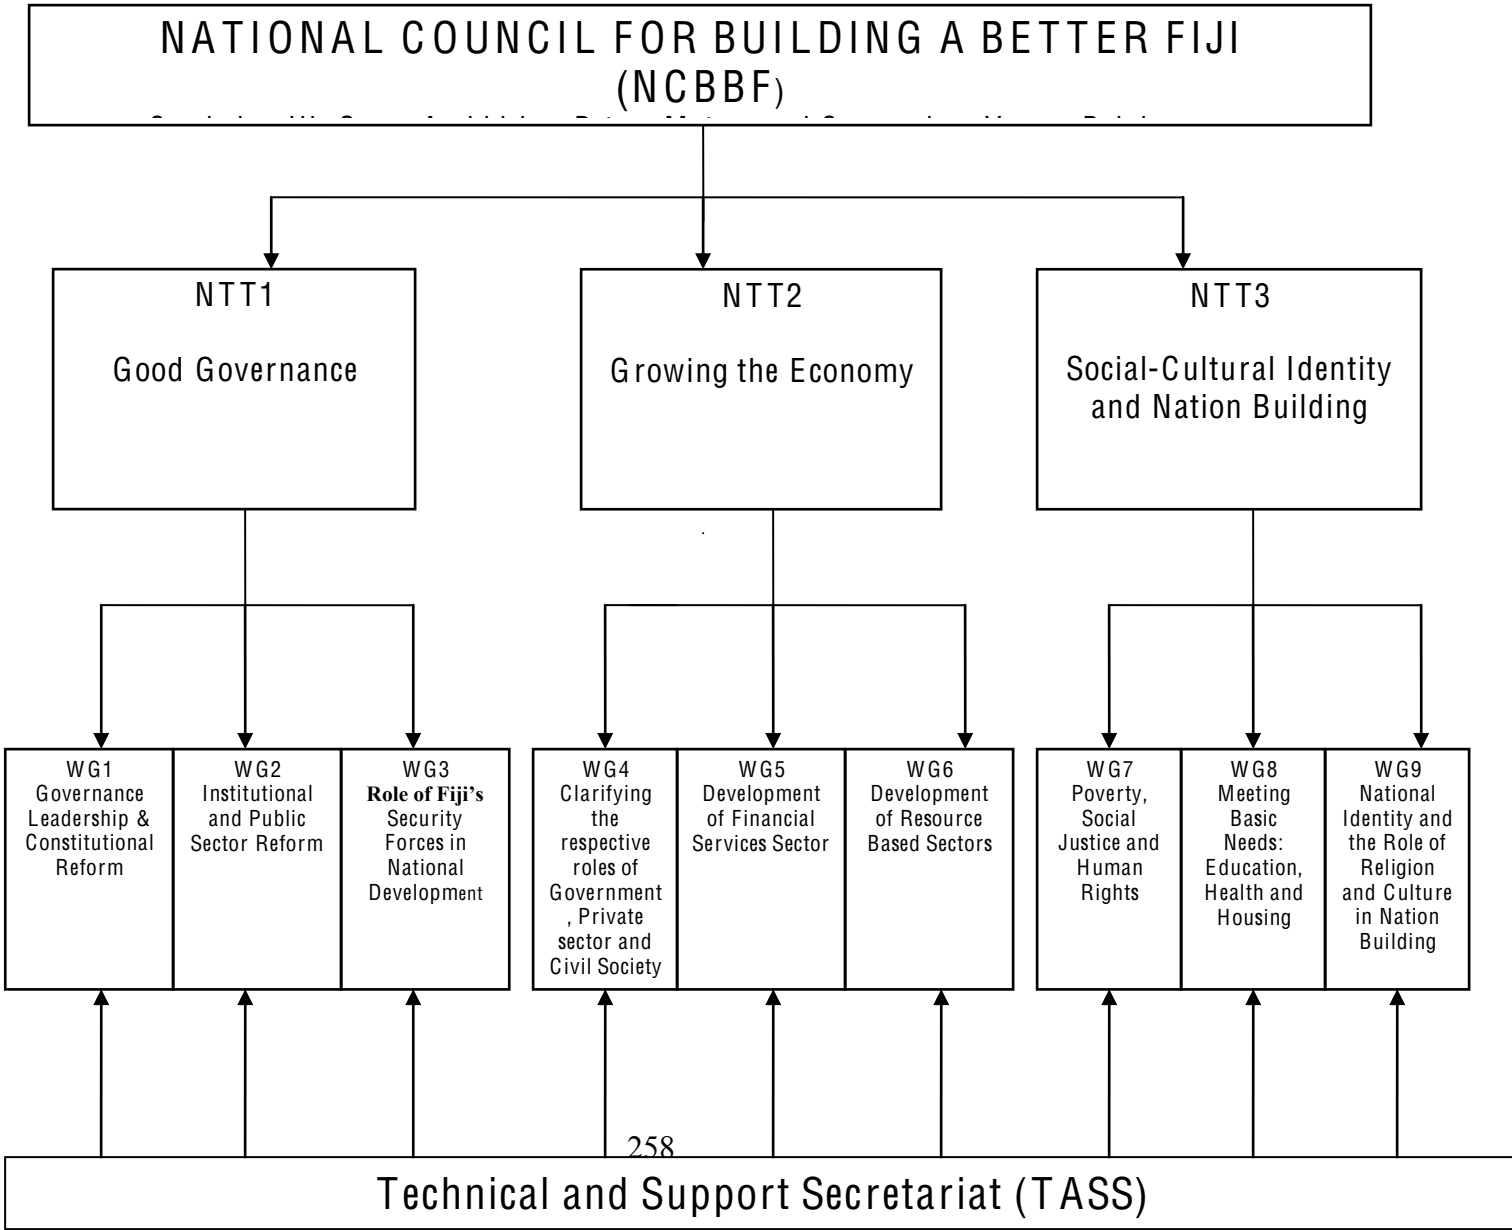 NATIONAL COUNCIL FOR BUILDING A BETTER FIJI
(NCBBF)
NTT1
Good Governance
NTT2
Growing the Economy
NTT3
Social-Cultural Identity
and Nation Building
WG1
Governance
Leadership &
Constitutional
Reform
WG2
Institutional
and Public
Sector Reform
WG3
Role of Fiji’s
Security
Forces in
National
Development
WG4
Clarifying
the
respective
roles of
Government
, Private
sector and
Civil Society
WG5
Development
of Financial
Services Sector
WG6
Development
of Resource
Based Sectors
WG7
Poverty,
Social
Justice and
Human
Rights
WG8
Meeting
Basic
Needs:
Education,
Health and
Housing
WG9
National
Identity and
the Role of
Religion
and Culture
in Nation
Building
258
Technical and Support Secretariat (TASS)